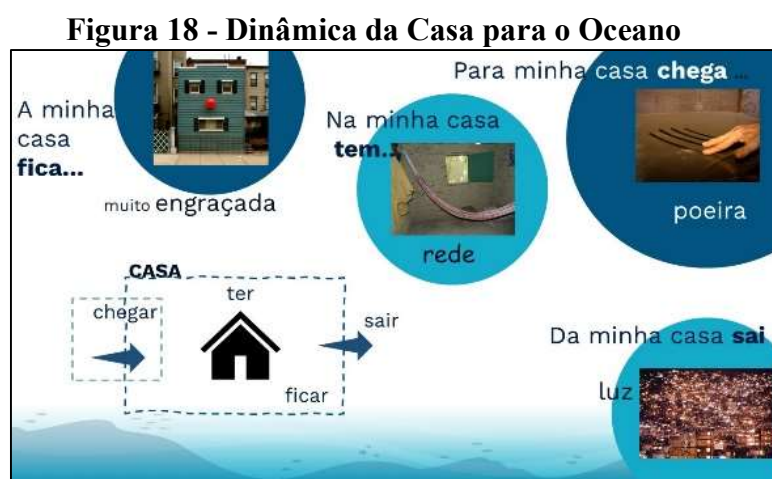 Figura 18 - Dinâmica da Casa para o Oceano
A minha
casa
fica...
muito engraçada
Na minha casa
tem...
rede
Para minha casa chega ...
poeira
CASA
chegar
ter
ficar
sair
Da minha casa sai
luz